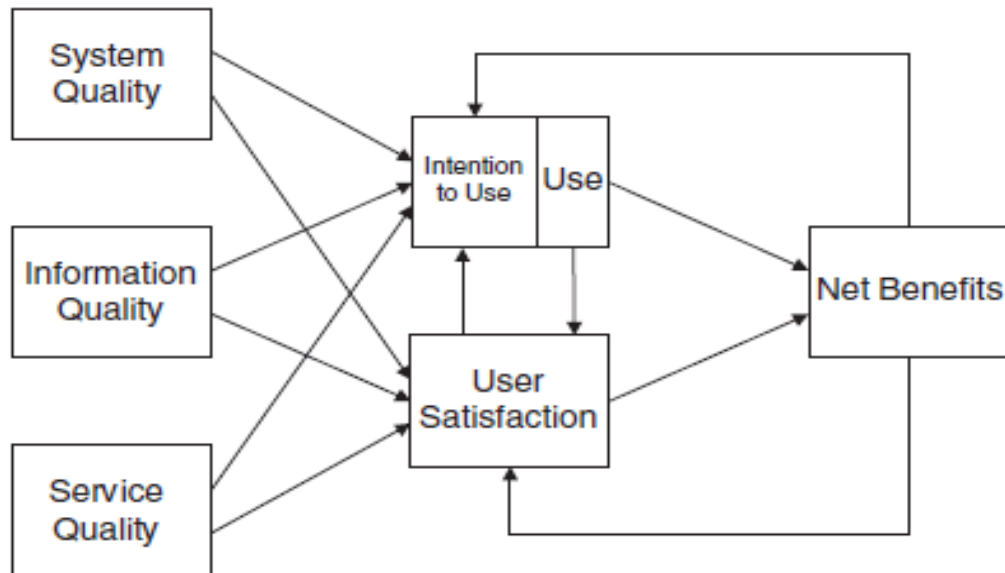 System
Quality
Intention
to Use
Use
Information
Quality
Net Benefits
User
Satisfaction
Service
Quality